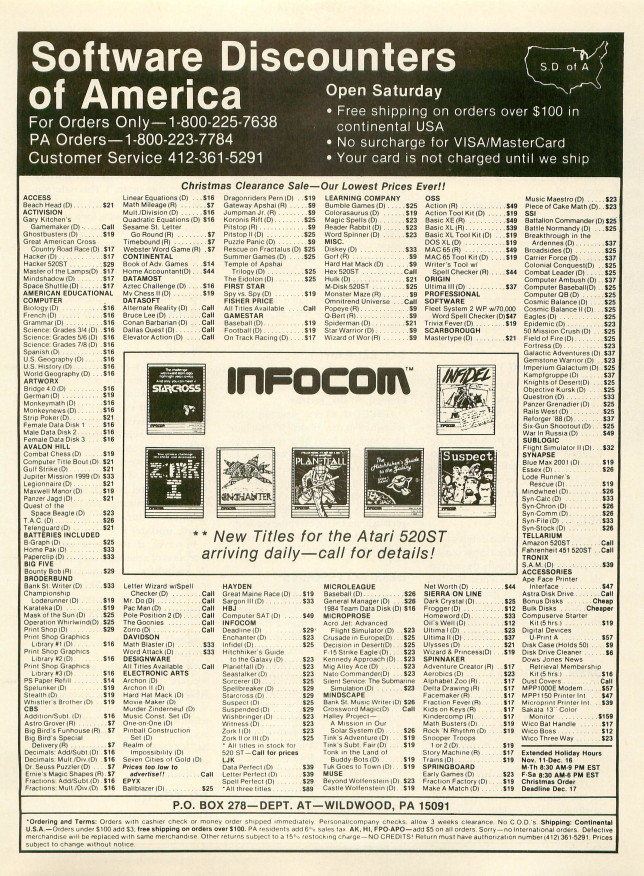 Software Discounters
of America
For Orders Only—1-800-225-7638
PA Orders—1-800-223-7784
Customer Service 412-361-5291
S.D. of A
Open Saturday
• Free shipping on orders over $100 in
continental USA
• No surcharge for VISA/MasterCard
• Your card is not charged until we ship
Christmas Clearance Sale—Our Lowest Prices Ever!!
ACCESS
Beach Head (D) $21
ACTIVISION
Gary Kitchen's
Gamemaker (D) Call
Ghostbusters (D) $19
Great American Cross
Country Road Race (D) $17
Hacker (D) $17
Hacker 520ST $29
Master of the Lamps(D) $17
Mindshadow (D) $17
Space Shuttle (D) $17
AMERICAN EDUCATIONAL
COMPUTER
Biology (D) $16
French (D) $16
Grammar (D) $16
Science: Grades 3/4 (D) $16
Science: Grades 5/6 (D) $16
Science: Grades 7/8 (D) $16
Spanish (D) $16
U.S. Geography (D) $16
U.S. History (D) $16
World Geography (D) $16
ARTWORX
Bridge 4.0 (D) $16
German (D) $19
Monkeymath (D) $16
Monkeynews (D) $16
Strip Poker (D) $21
Female Data Disk 1 $16
Male Data Disk 2 $16
Female Data Disk 3 $16
AVALON HILL
Combat Chess (D) $19
Computer Title Bout (D) $21
Gulf Strike (D) $21
Jupiter Mission 1999 (D) $33
Legionnaire (D) $21
Maxwell Manor (D) $19
Panzer Jagd (D) $21
Quest of the
Space Beagle (D) $23
T.A.C. (D) $26
Telenguard (D) $21
BATTERIES INCLUDED
B-Graph (D) $25
Home Pak (D) $33
Paperclip (D) $33
BIG FIVE
Bounty Bob (R) $29
BRODERBUND
Bank St. Writer (D) $33
Championship
Loderunner (D) $19
Karateka (D) $19
Mask of the Sun (D) $25
Operation Whirlwind(D) $25
Print Shop (D) $29
Print Shop Graphics
Library #1 (D) $16
Print Shop Graphics
Library #2 (D) $16
Print Shop Graphics
Library #3 (D) $16
PS Paper Refill $14
Spelunker (D) $19
Stealth (D) $19
Whistler's Brother (D) $19
CBS
Addition/Subt. (D) $16
Astro Grover (R) $7
Big Bird's Funhouse (R) $7
Big Bird's Special
Delivery (R) $7
Decimals: Add/Subt.(D) $16
Decimals: Mult./Div.(D) $16
Dr. Seuss Puzzler (D) $7
Ernie's Magic Shapes (R) $7
Fractions: Add/Subt.(D) $16
Fractions: Mult./Div.(D) $16
Linear Equations (D) $16
Math Mileage (R) $7
Mult./Division (D) $16
Quadratic Equations (D) $16
Sesame St. Letter
Go Round (R) $7
Timebound (R) $7
Webster Word Game (R) $7
CONTINENTAL
Book of Adv. Games $14
Home Accountant(D) $44
DATAMOST
Aztec Challenge (D) $16
My Chess II (D) $19
DATASOFT
Alternate Reality (D) Call
Bruce Lee (D) Call
Conan Barbarian (D) Call
Dallas Quest (D) Call
Elevator Action (D) Call
Letter Wizard w/Spell
Checker (D) Call
Mr. Do (D) Call
Pac Man (D) Call
Pole Position 2 (D) Call
The Goonies Call
Zorro (D) Call
DAVIDSON
Math Blaster (D) $33
Word Attack (D) $33
DESIGNWARE
All Titles Available Call
ELECTRONIC ARTS
Archon (D)
Archon II (D)
Hard Hat Mack (D)
Movie Maker (D)
Murder Zinderneuf (D)
Music Const. Set (D)
One-on-One (D)
Pinball Construction
Set (D)
Realm of
Impossibility (D)
Seven Cities of Gold (D)
Prices too low to
advertise!! Call
EPYX
Ballblazer (D) $25
Dragonriders Pern (D) $19
Gateway Apshai (R) $9
Jumpman Jr. (R) $9
Koronis Rift (D) $25
Pitstop (R) $9
Pitstop II (D) $25
Puzzle Panic (D) $9
Rescue on Fractalus (D) $25
Summer Games (D) $25
Temple of Apshai
Trilogy (D) $25
The Eidolon (D) $25
FIRST STAR
Spy vs. Spy (D) $19
FISHER PRICE
All Titles Available Call
GAMESTAR
Baseball (D) $19
Football (D) $19
On Track Racing (D) $17
LEARNING COMPANY
Bumble Games (D) $25
Colorasaurus (D) $19
Magic Spells (D) $23
Reader Rabbit (D) $23
Word Spinner (D) $23
MISC.
Diskey (D) $33
Gorf (R) $9
Hard Hat Mack (D) $9
Hex 520ST Call
Hulk (D) $21
M-Disk 520ST $25
Monster Maze (R) $9
Omnitrend Universe Call
Popeye (R) $9
Q-Bert (R) $9
Spiderman (D) $21
Star Warrior (D) $9
Wizard of Wor (R) $9
OSS
Action (R) $49
Action Tool Kit (D) $19
Basic XE (R) $49
Basic XL (R) $39
Basic XL Tool Kit (D) $19
DOS XL (D) $19
MAC 65 (R) $49
MAC 65 Tool Kit (D) $19
Writer's Tool w/
Spell Checker (R) $44
ORIGIN
Ultima III (D) $37
PROFESSIONAL
SOFTWARE
Fleet System 2 WP w/70,000
Word Spell Checker (D)$47
Trivia Fever (D) $19
SCARBOROUGH
Mastertype (D) $21
Music Maestro (D) $23
Piece of Cake Math (D) $23
SSI
Battalion Commander (D) $25
Battle Normandy (D) $25
Breakthrough in the
Ardennes (D) $37
Broadsides (D) $25
Carrier Force (D) $37
Colonial Conquest(D) $25
Combat Leader (D) $25
Computer Ambush (D) $37
Computer Baseball(D) $25
Computer QB (D) $25
Cosmic Balance (D) $25
Cosmic Balance II (D) $25
Eagles (D) $25
Epidemic (D) $23
50 Mission Crush (D) $25
Field of Fire (D) $25
Fortress (D) $23
Galactic Adventures (D) $37
Gemstone Warrior (D) $23
Imperium Galactum (D) $25
Kampfgruppe (D) $37
Knights of Desert(D) $25
Objective Kursk (D) $25
Questron (D) $33
Panzer Grenadier (D) $25
Rails West (D) $25
Reforger '88 (D) $37
Six-Gun Shootout (D) $25
War In Russia (D) $49
SUBLOGIC
Flight Simulator II (D) $32
SYNAPSE
Blue Max 2001 (D) $19
Essex (D) $26
Lode Runner's
Rescue (D) $19
Mindwheel (D) $26
Syn-Calc (D) $33
Syn-Chron (D) $26
Syn-Comm (D) $26
Syn-File (D) $33
Syn-Stock (D) $26
TELLARIUM
Amazon 520ST Call
Fahrenheit 451 520ST Call
TRONIX
S.A.M. (D) $39
ACCESSORIES
Ape Face Printer
Interface $47
Astra Disk Drive Call
Bonus Disks Cheap
Bulk Disks Cheaper
Compuserve Starter
Kit (5 hrs.) $19
Digital Devices
U-Print A $57
Disk Case (Holds 50) $9
Disk Drive Cleaner $6
Dows Jones News
Retrieval Membership
Kit (5 hrs.) $16
Dust Covers Call
MPP1000E Modem $57
MPP1150 Printer Int. $47
Microprint Printer Int. $39
Sakata 13" Color
Monitor $159
Wico Bat Handle $17
Wico Boss $12
Wico Three Way $23
INFOCOM™
STARCROSS
INFIDEL
ZORK
ENCHANTER
PLANETFALL
The Hitchhiker's Guide
to the Galaxy
Suspect
** New Titles for the Atari 520ST
arriving daily—call for details!
HAYDEN
Great Maine Race (D) $19
Sargon III (D) $33
HBJ
Computer SAT (D) $49
INFOCOM
Deadline (D) $29
Enchanter (D) $23
Infidel (D) $25
Hitchhiker's Guide
to the Galaxy (D) $23
Planetfall (D) $23
Seastalker (D) $23
Sorcerer (D) $25
Spellbreaker (D) $29
Starcross (D) $29
Suspect (D) $25
Suspended (D) $29
Wishbringer (D) $23
Witness (D) $23
Zork I (D) $23
Zork II or III (D) $25
* All titles in stock for
520 ST—Call for prices
LJK
Data Perfect (D) $39
Letter Perfect (D) $39
Spell Perfect (D) $29
*All three titles $89
MICROLEAGUE
Baseball (D) $26
General Manager (D) $26
1984 Team Data Disk (D) $16
MICROPROSE
Acro Jet: Advanced
Flight Simulator (D) $23
Crusade in Europe(D) $25
Decision in Desert(D) $25
F-15 Strike Eagle (D) $23
Kennedy Approach (D) $23
Mig Alley Ace (D) $23
Nato Commander(D) $23
Silent Service: The Submarine
Simulation (D) $23
MINDSCAPE
Bank St. Music Writer (D) $26
Crossword Magic(D) Call
Halley Project—
A Mission in Our
Solar System (D) $26
Tink's Adventure (D) $19
Tink's Subt. Fair (D) $19
Tonk in the Land of
Buddy-Bots (D) $19
Tuk Goes to Town (D) $19
MUSE
Beyond Wolfenstein (D) $23
Castle Wolfenstein (D) $19
Net Worth (D) $44
SIERRA ON LINE
Dark Crystal (D) $25
Frogger (D) $12
Homeword (D) $33
Oil's Well (D) $12
Ultima I (D) $23
Ultima II (D) $37
Ulysses (D) $21
Wizard & Princess(D) $19
SPINNAKER
Adventure Creator (R) $17
Aerobics (D) $23
Alphabet Zoo (R) $17
Delta Drawing (R) $17
Facemaker (R) $17
Fraction Fever (R) $17
Kids on Keys (R) $17
Kindercomp (R) $17
Math Busters (D) $19
Rock 'N Rhythm (D) $19
Snooper Troops
1 or 2 (D) $19
Story Machine (R) $17
Trains (D) $19
SPRINGBOARD
Early Games (D) $23
Fraction Factory (D) $19
Make A Match (D) $19
Extended Holiday Hours
Nov. 11-Dec. 16
M-Th 8:30 AM-9 PM EST
F-Sa 8:30 AM-6 PM EST
Christmas Order
Deadline Dec. 17
P.O. BOX 278—DEPT. AT—WILDWOOD, PA 15091
*Ordering and Terms: Orders with cashier check or money order shipped immediately. Personal/company checks, allow 3 weeks clearance. No C.O.D.'s. Shipping: Continental
U.S.A.—Orders under $100 add $3; free shipping on orders over $100. PA residents add 6% sales tax. AK, HI, FPO-APO—add $5 on all orders. Sorry—no International orders. Defective
merchandise will be replaced with same merchandise. Other returns subject to a 15% restocking charge—NO CREDITS! Return must have authorization number (412) 361-5291. Prices
subject to change without notice.